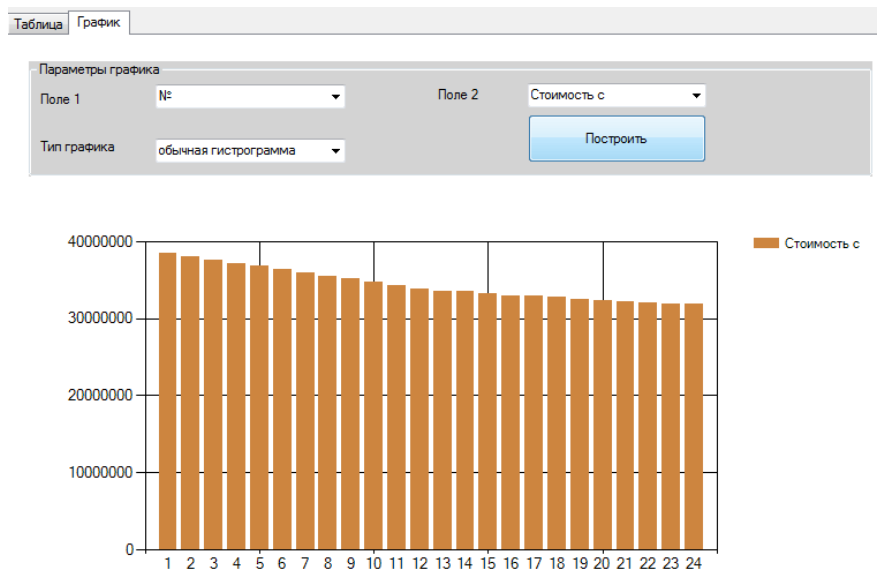 Таблица График
Параметры графика
Поле 1 № Поле 2 Стоимость с
Тип графика обычная гистрограмма Построить
40000000 Стоимость с
30000000
20000000
10000000
0
1 2 3 4 5 6 7 8 9 10 11 12 13 14 15 16 17 18 19 20 21 22 23 24